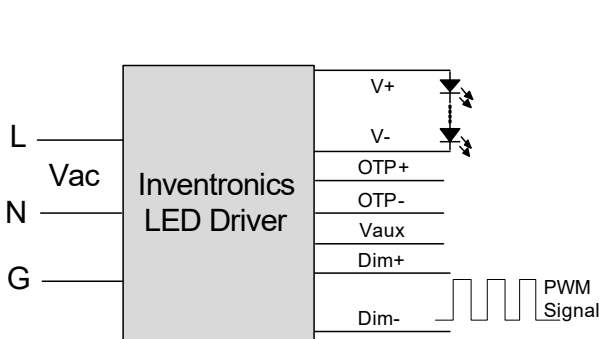 L
Vac
N
G
Inventronics
LED Driver
V+
V-
OTP+
OTP-
Vaux
Dim+
Dim-
PWM
Signal